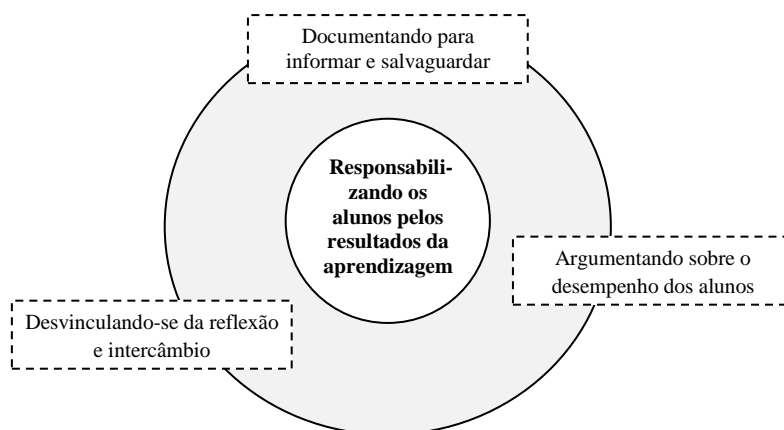 Documentando para
informar e salvaguardar
Responsabili-
zando os
alunos pelos
resultados da
aprendizagem
Argumentando sobre o
desempenho dos alunos
Desvinculando-se da reflexão
e intercâmbio